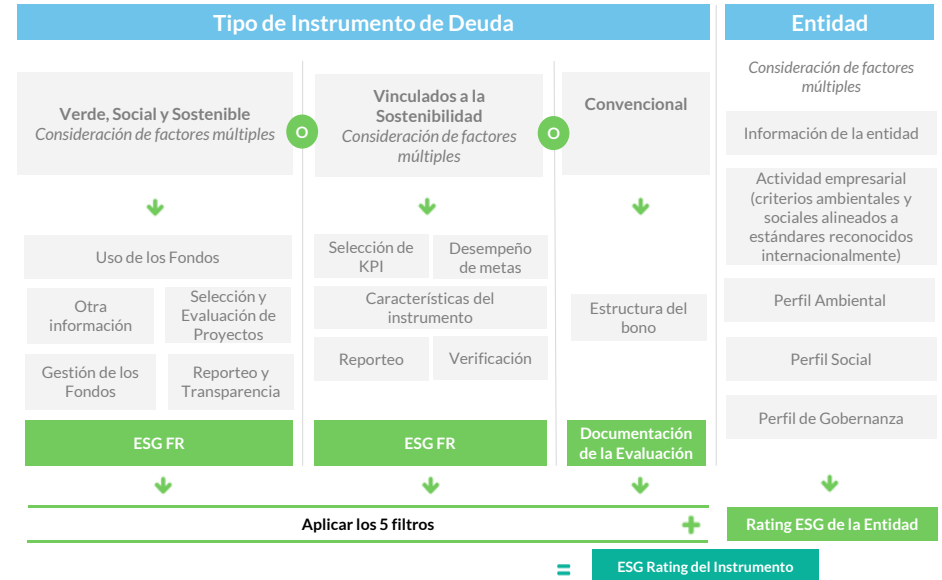 Tipo de Instrumento de Deuda
Entidad
Verde, Social y Sostenible
Consideración de factores múltiples
O
Vinculados a la
Sostenibilidad
Consideración de factores
múltiples
O
Convencional
Consideración de factores
múltiples
Información de la entidad
Actividad empresarial
(criterios ambientales y
sociales alineados a
estándares reconocidos
internacionalmente)
Perfil Ambiental
Perfil Social
Perfil de Gobernanza
Uso de los Fondos
Otra
información
Selección y
Evaluación de
Proyectos
Gestión de los
Fondos
Reporteo y
Transparencia
Selección de
KPI
Desempeño
de metas
Características del
instrumento
Reporteo
Verificación
Estructura del
bono
ESG FR
ESG FR
Documentación
de la Evaluación
Aplicar los 5 filtros
+
Rating ESG de la Entidad
=
ESG Rating del Instrumento